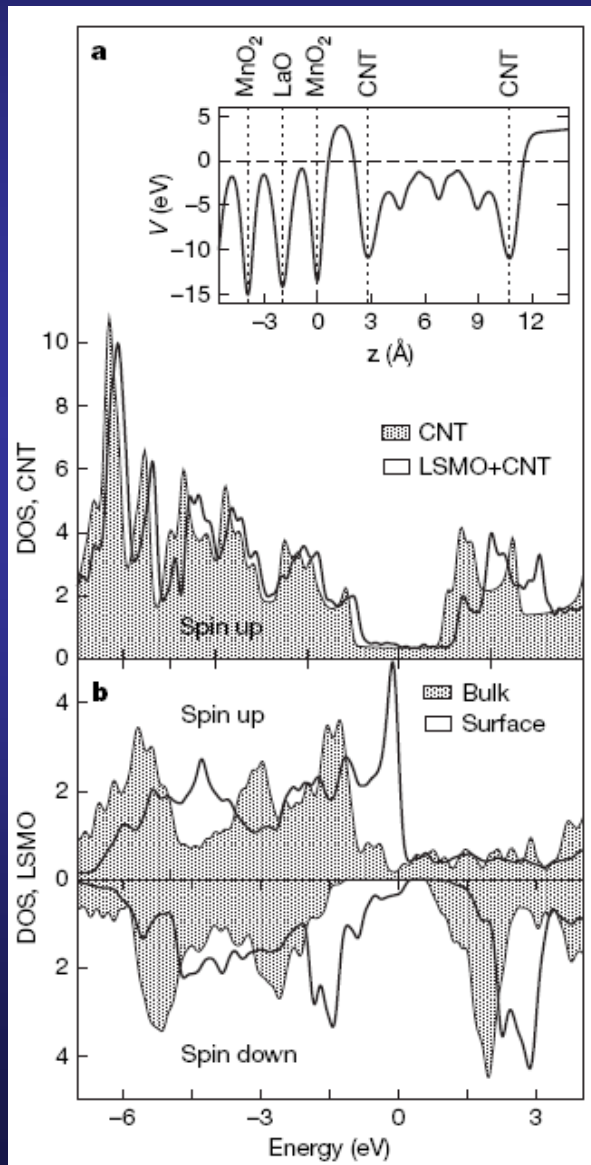 a
MnO₂
LaO
MnO₂
CNT
CNT
5
0
−5
−10
−15
V (eV)
−3 0 3 6 9 12
z (Å)
10
8
6
4
2
0
DOS, CNT
CNT
LSMO+CNT
Spin up
b
Spin up
Bulk
Surface
4
2
0
2
4
DOS, LSMO
Spin down
−6 −3 0 3
Energy (eV)